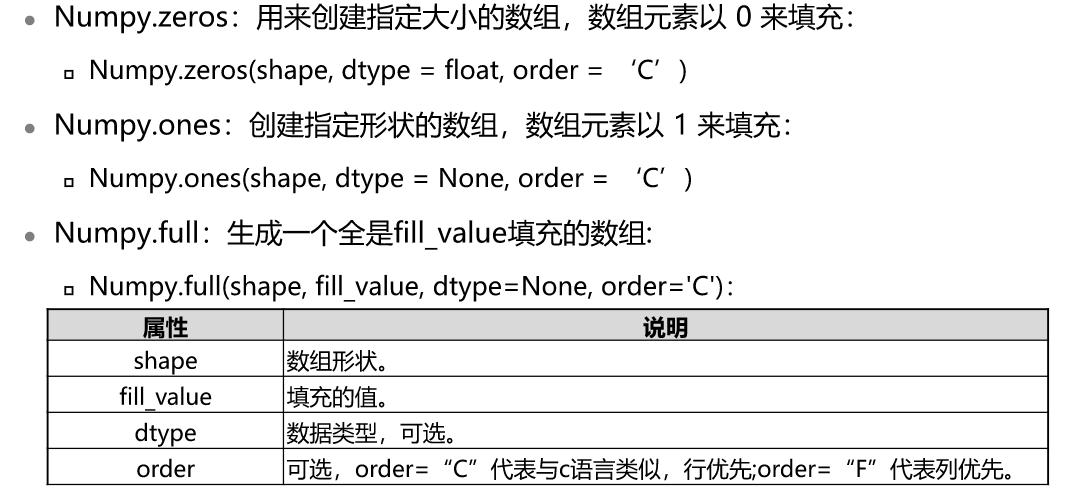 Numpy.zeros：用来创建指定大小的数组，数组元素以 0 来填充：
Numpy.zeros(shape, dtype = float, order = ‘C’)
Numpy.ones：创建指定形状的数组，数组元素以 1 来填充：
Numpy.ones(shape, dtype = None, order = ‘C’)
Numpy.full：生成一个全是fill_value填充的数组:
Numpy.full(shape, fill_value, dtype=None, order='C')：
属性 说明
shape 数组形状。
fill_value 填充的值。
dtype 数据类型，可选。
order 可选，order=“C”代表与c语言类似，行优先;order=“F”代表列优先。